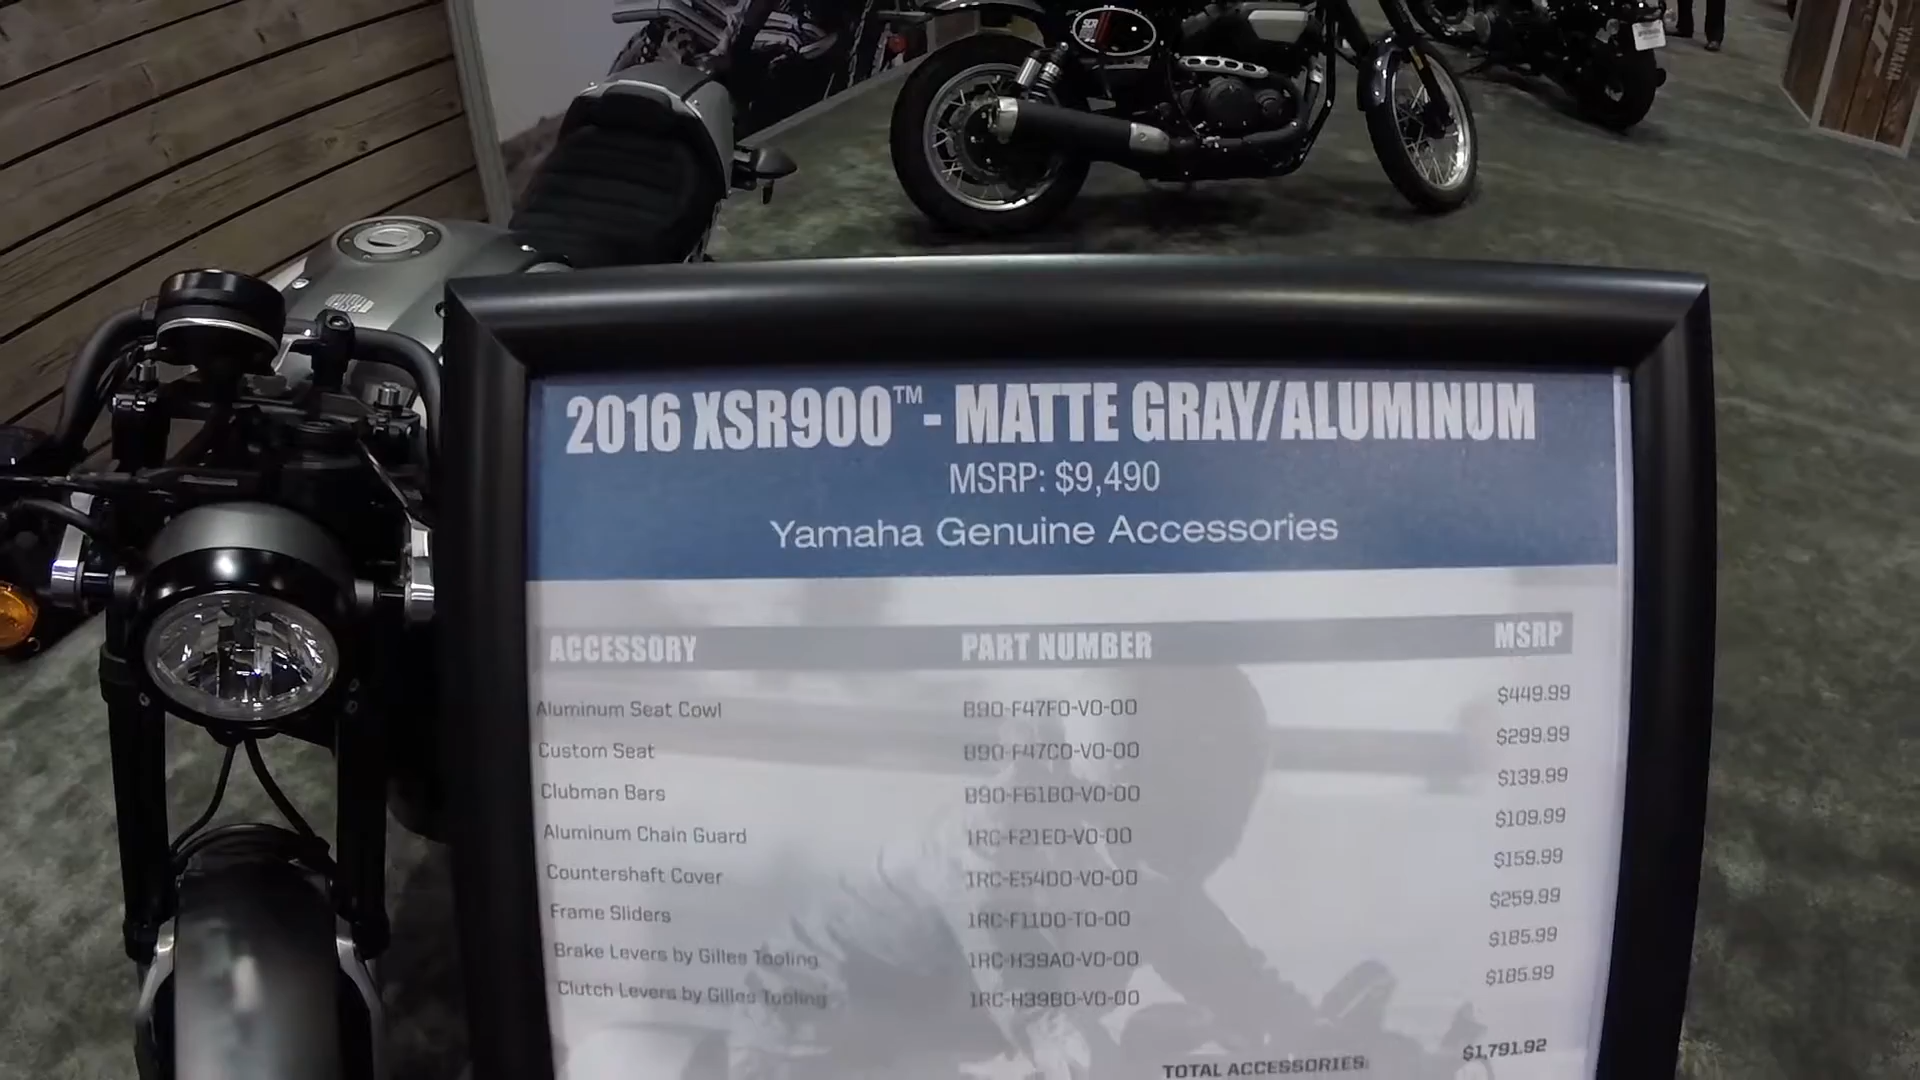 2016 XSR900™ - MATTE GRAY/ALUMINUM
MSRP: $9,490
Yamaha Genuine Accessories
ACCESSORY PART NUMBER MSRP
Aluminum Seat Cowl B90-F47F0-V0-00 $449.99
Custom Seat B90-F47C0-V0-00 $299.99
Clubman Bars B90-F61B0-V0-00 $139.99
Aluminum Chain Guard 1RC-F21E0-V0-00 $109.99
Countershaft Cover 1RC-E54D0-V0-00 $159.99
Frame Sliders 1RC-F11D0-T0-00 $259.99
Brake Levers by Gilles Tooling 1RC-H39A0-V0-00 $185.99
Clutch Levers by Gilles Tooling 1RC-H39B0-V0-00 $185.99
TOTAL ACCESSORIES: $1,791.92
YAMAHA